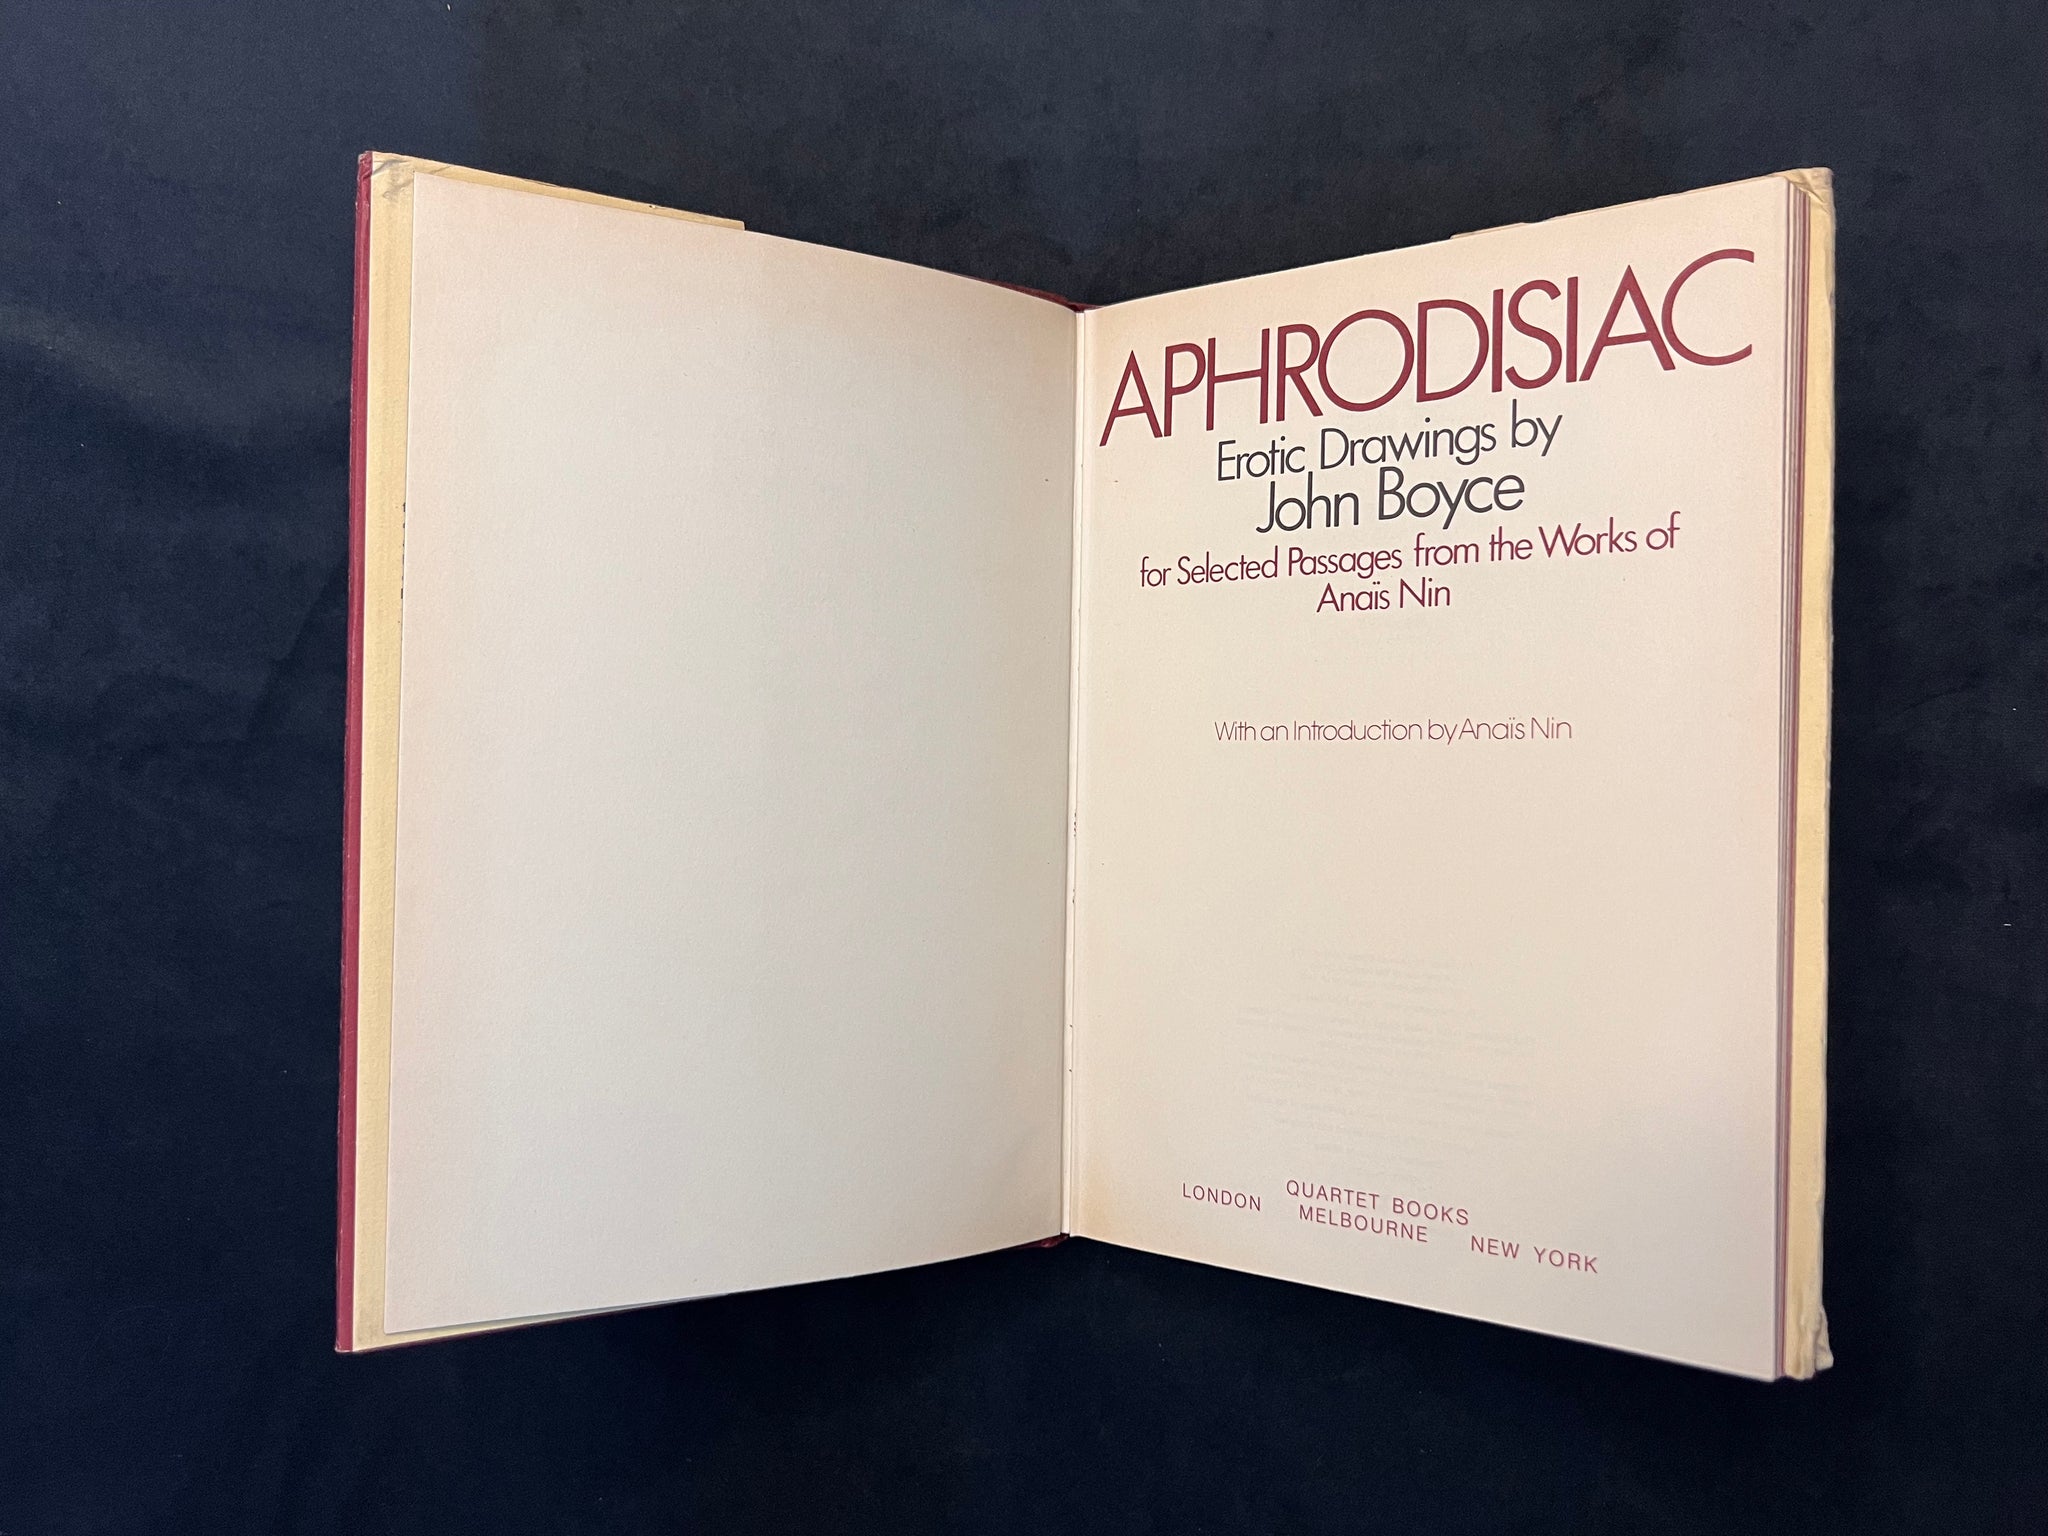 APHRODISIAC
Erotic Drawings by
John Boyce
for Selected Passages from the Works of
Anaïs Nin
With an Introduction by Anaïs Nin
QUARTET BOOKS
LONDON MELBOURNE NEW YORK